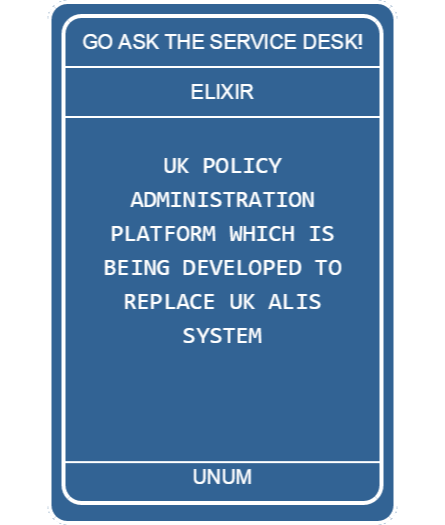 GO ASK THE SERVICE DESK!
ELIXIR
UK POLICY
ADMINISTRATION
PLATFORM WHICH IS
BEING DEVELOPED TO
REPLACE UK ALIS
SYSTEM
UNUM